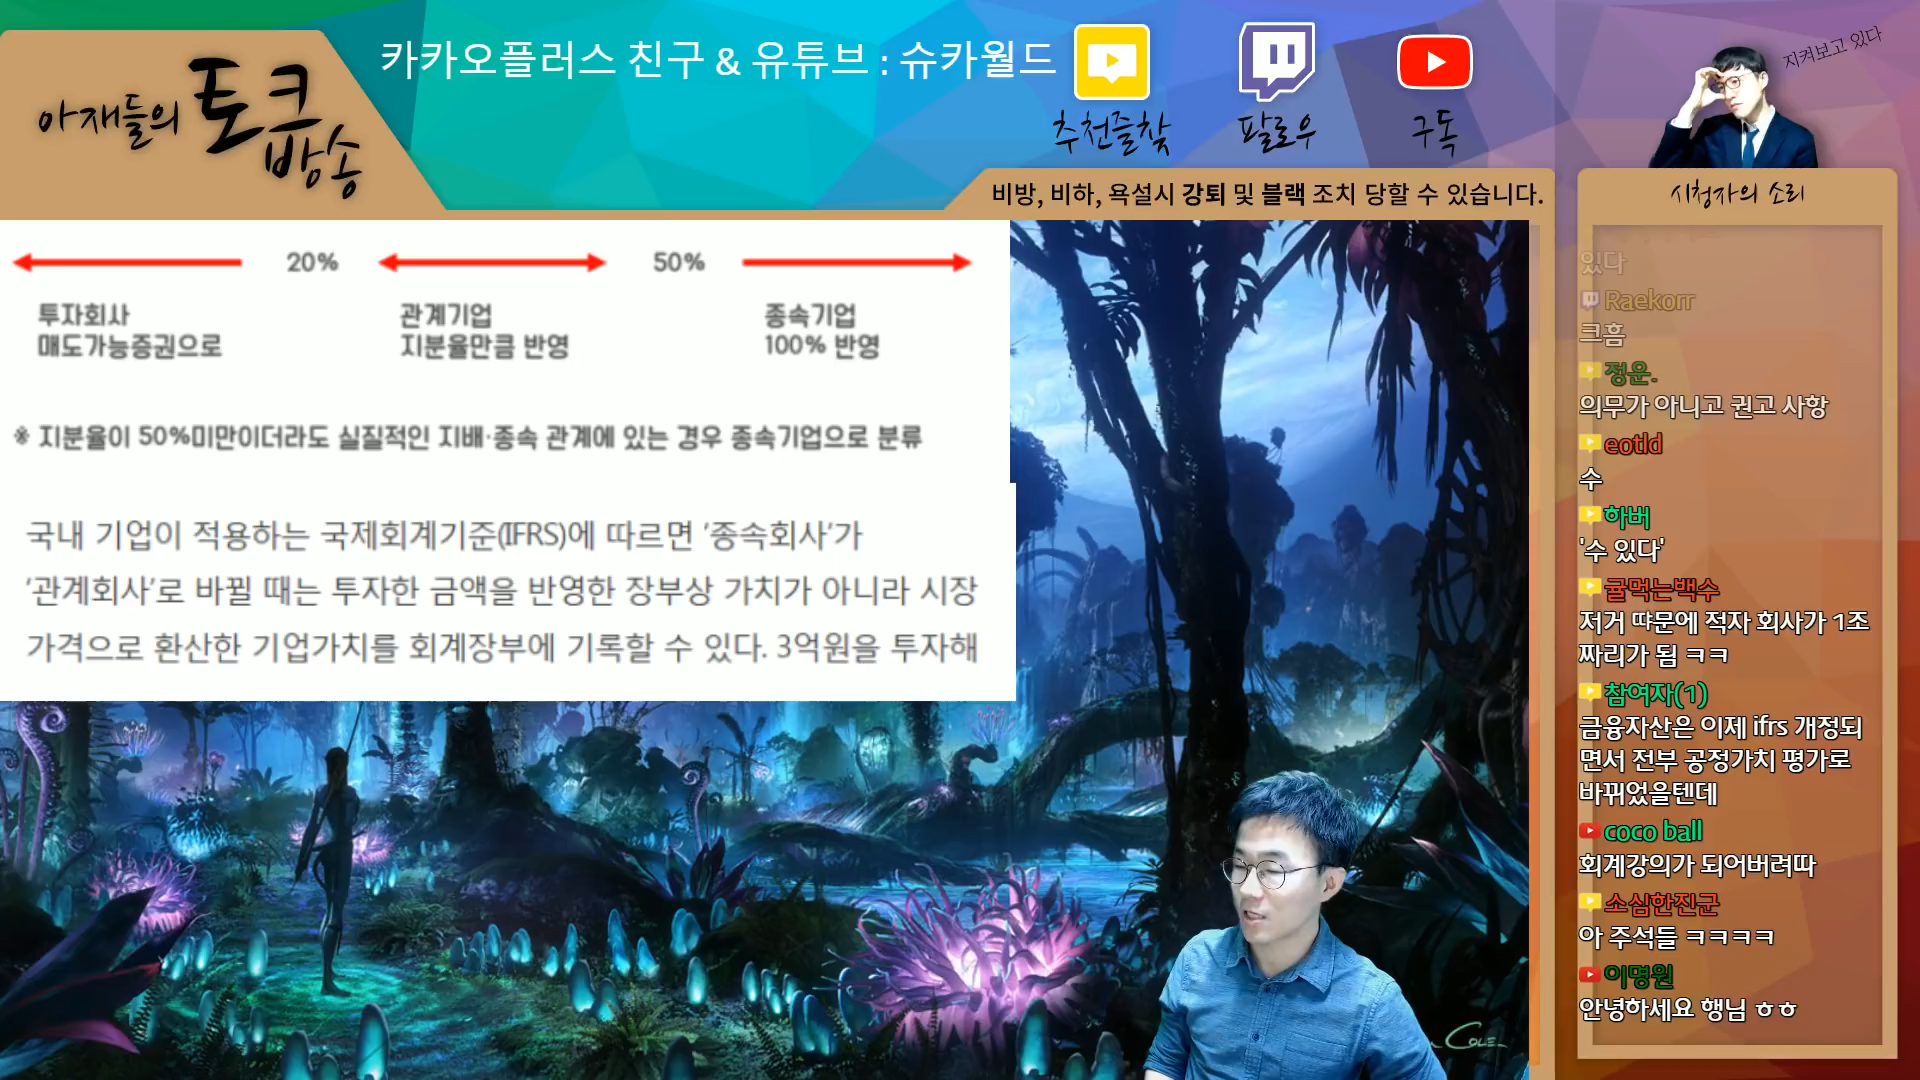 아재들의 토크
방송
카카오플러스 친구 & 유튜브 : 슈카월드
추천즐찾
팔로우
구독
지켜보고 있다
비방, 비하, 욕설시 강퇴 및 블랙 조치 당할 수 있습니다.
시청자의 소리
20%
50%
투자회사
매도가능증권으로
관계기업
지분율만큼 반영
종속기업
100% 반영
※ 지분율이 50%미만이더라도 실질적인 지배·종속 관계에 있는 경우 종속기업으로 분류
국내 기업이 적용하는 국제회계기준(IFRS)에 따르면 '종속회사'가
'관계회사'로 바뀔 때는 투자한 금액을 반영한 장부상 가치가 아니라 시장
가격으로 환산한 기업가치를 회계장부에 기록할 수 있다. 3억원을 투자해
있다
Raekorr
크흠
정운.
의무가 아니고 권고 사항
eotld
수
하버
'수 있다'
귤먹는백수
저거 떄문에 적자 회사가 1조
짜리가 됨 ㅋㅋ
참여자(1)
금융자산은 이제 ifrs 개정되
면서 전부 공정가치 평가로
바뀌었을텐데
coco ball
회계강의가 되어버려따
소심한진군
아 주석들 ㅋㅋㅋㅋ
이명원
안녕하세요 행님 ㅎㅎ
COLE